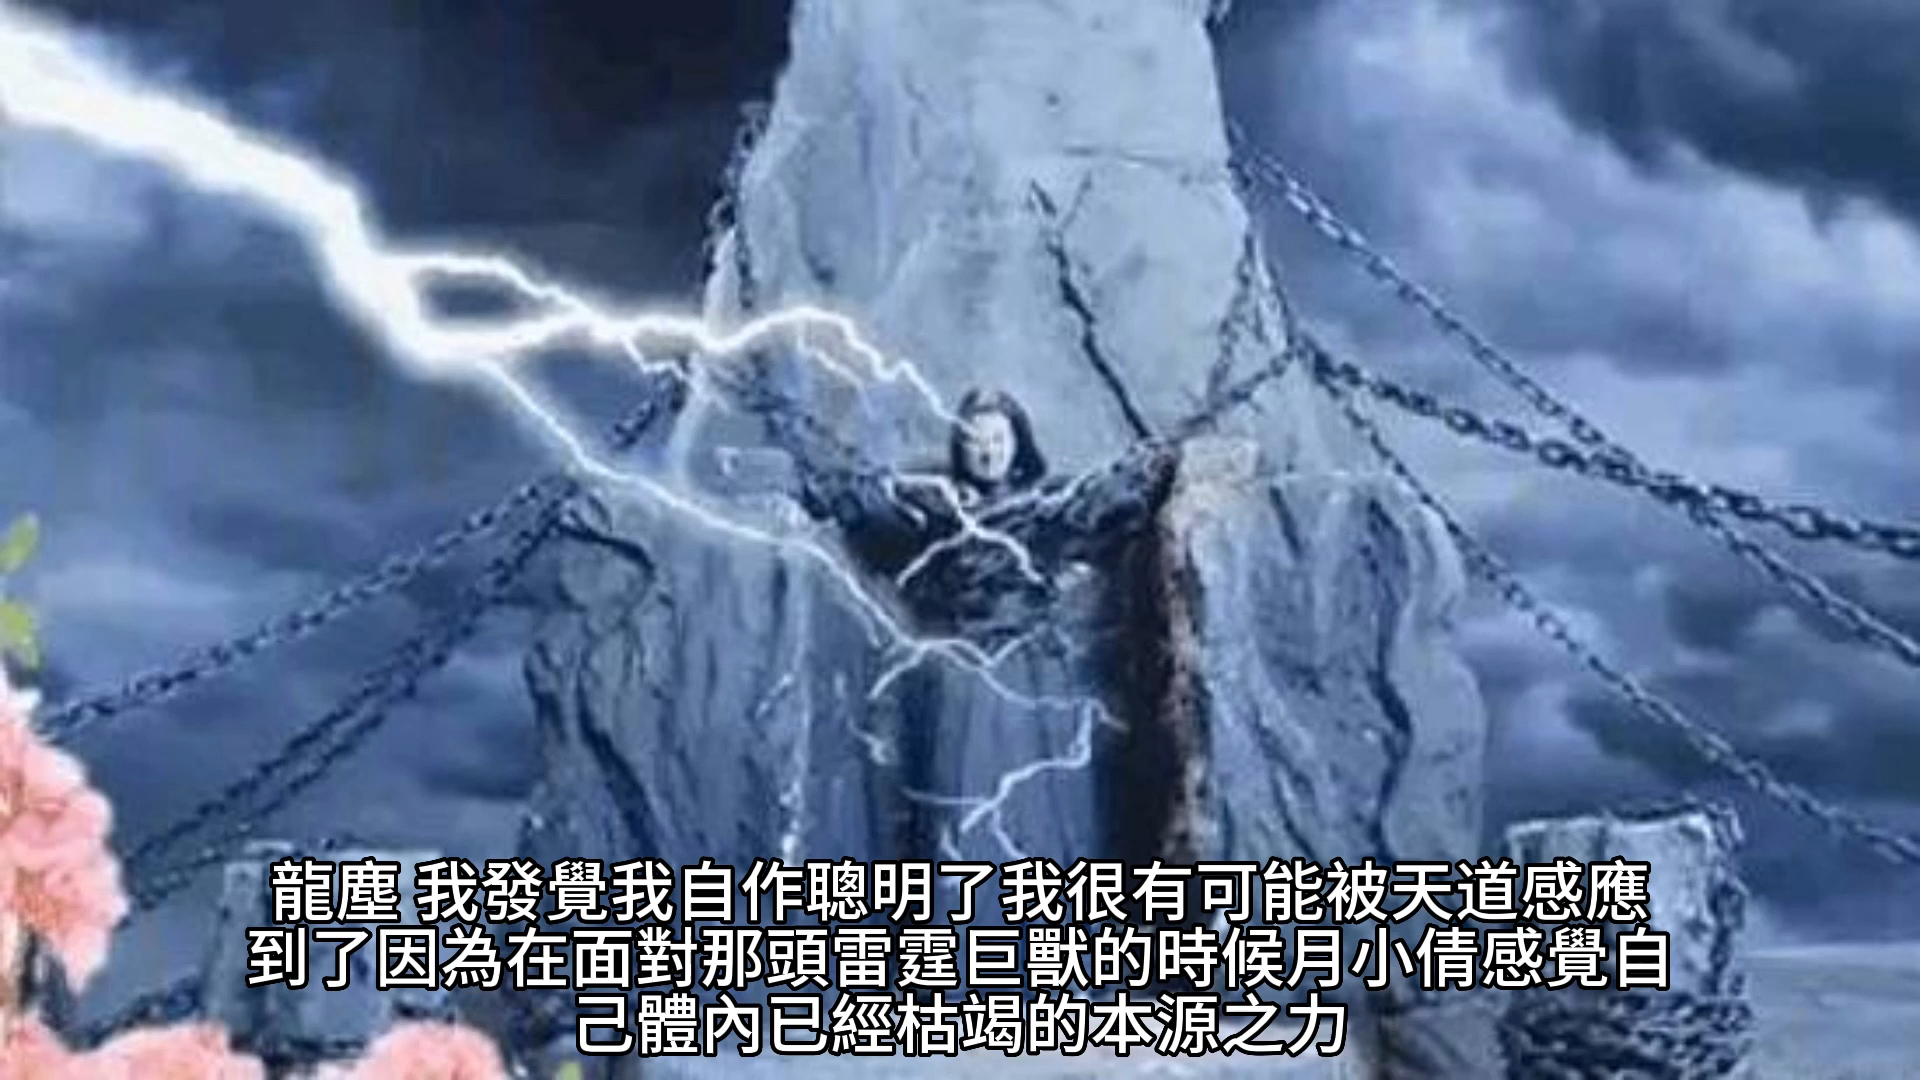 龍塵 我發覺我自作聰明了我很有可能被天道感應
到了因為在面對那頭雷霆巨獸的時候月小倩感覺自
己體內已經枯竭的本源之力